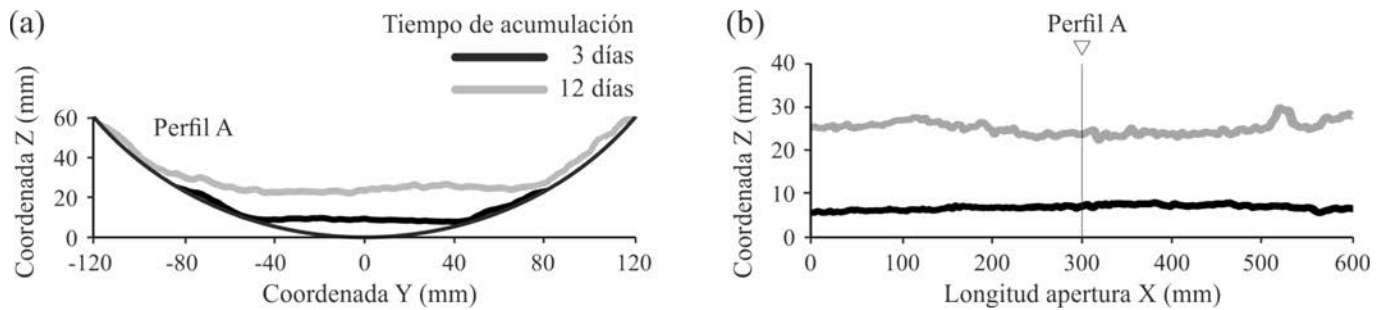 (a)
Tiempo de acumulación
3 días
12 días
Perfil A
Coordenada Z (mm)
60
40
20
0
-120 -80 -40 0 40 80 120
Coordenada Y (mm)
(b)
Perfil A
Coordenada Z (mm)
40
30
20
10
0
0 100 200 300 400 500 600
Longitud apertura X (mm)